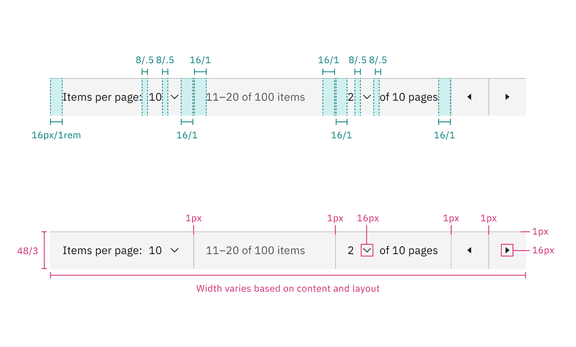 8/.5 8/.5 16/1 16/1 8/.5 8/.5
Items per page: 10 11–20 of 100 items 2 of 10 pages
16px/1rem 16/1 16/1 16/1
1px 1px 16px 1px 1px
1px
48/3 Items per page: 10 11–20 of 100 items 2 of 10 pages 16px
Width varies based on content and layout